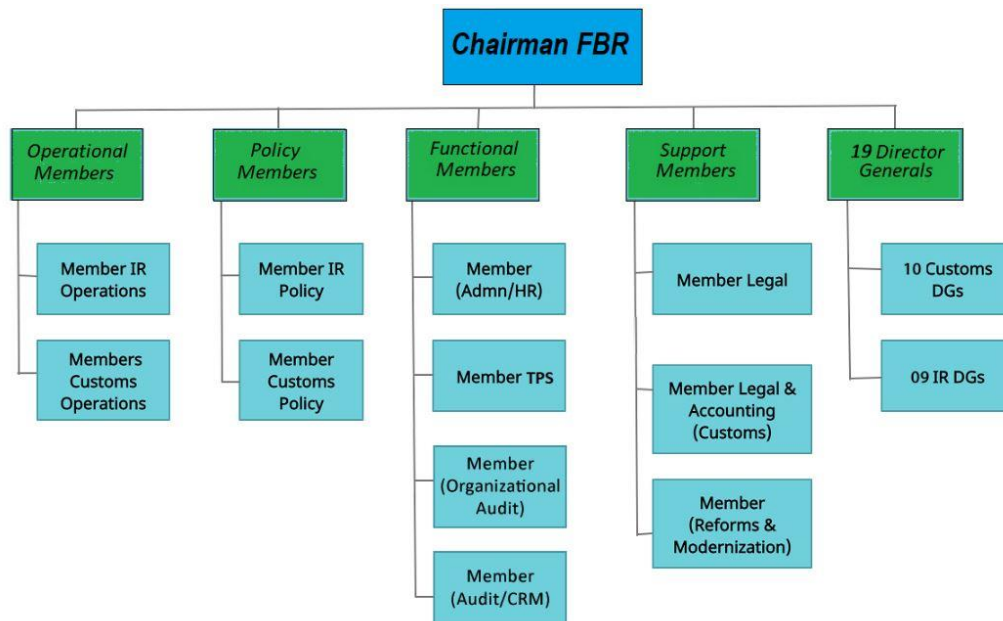 Chairman FBR
Operational
Members
Policy
Members
Functional
Members
Support
Members
19 Director
Generals
Member IR
Operations
Members
Customs
Operations
Member IR
Policy
Member
Customs
Policy
Member
(Admn/HR)
Member TPS
Member
(Organizational
Audit)
Member
(Audit/CRM)
Member Legal
Member Legal &
Accounting
(Customs)
Member
(Reforms &
Modernization)
10 Customs
DGs
09 IR DGs